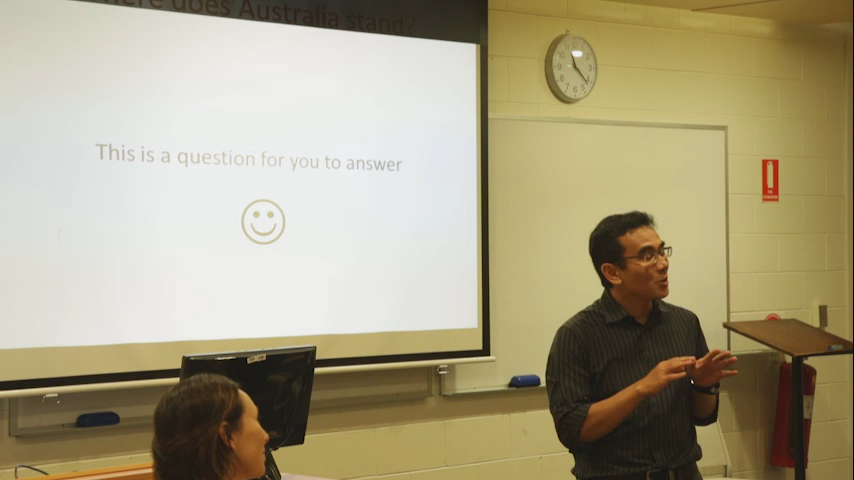 does Australia stand?
This is a question for you to answer